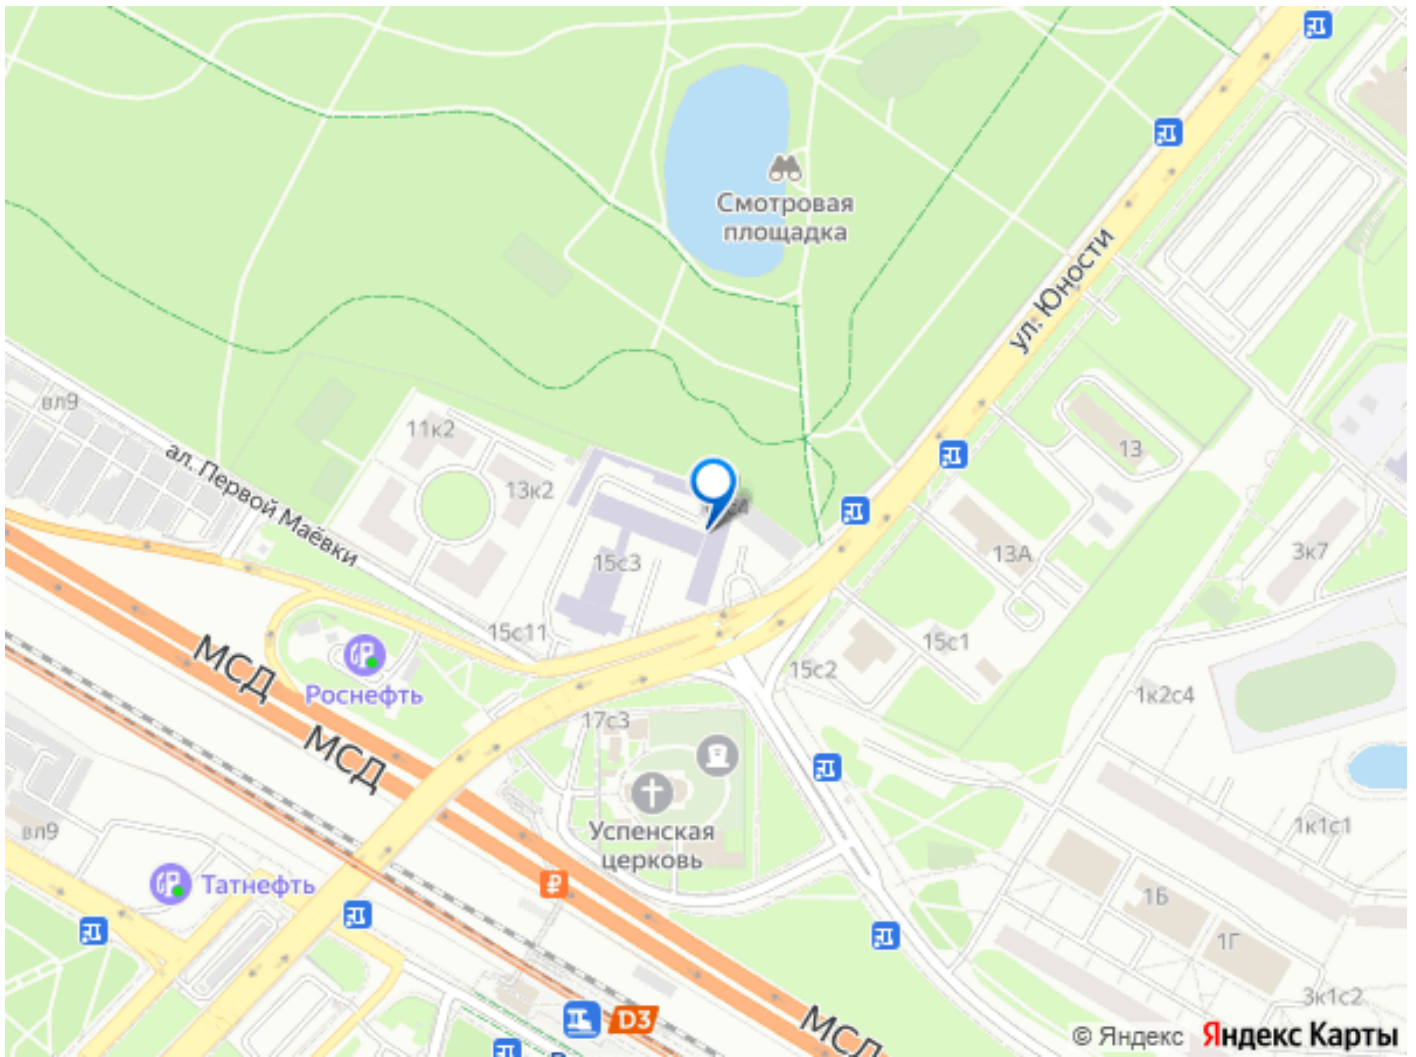 Смотровая
площадка
ул. Юности
вл9
ал. Первой Маёвки
11к2
13к2
13
15с3
13А
3к7
15с11
15с1
15с2
МСД
Роснефть
1к2с4
17с3
МСД
Успенская
церковь
1к1с1
вл9
Татнефть
1Б
1Г
3к1с2
D3
МСД
© Яндекс Яндекс Карты